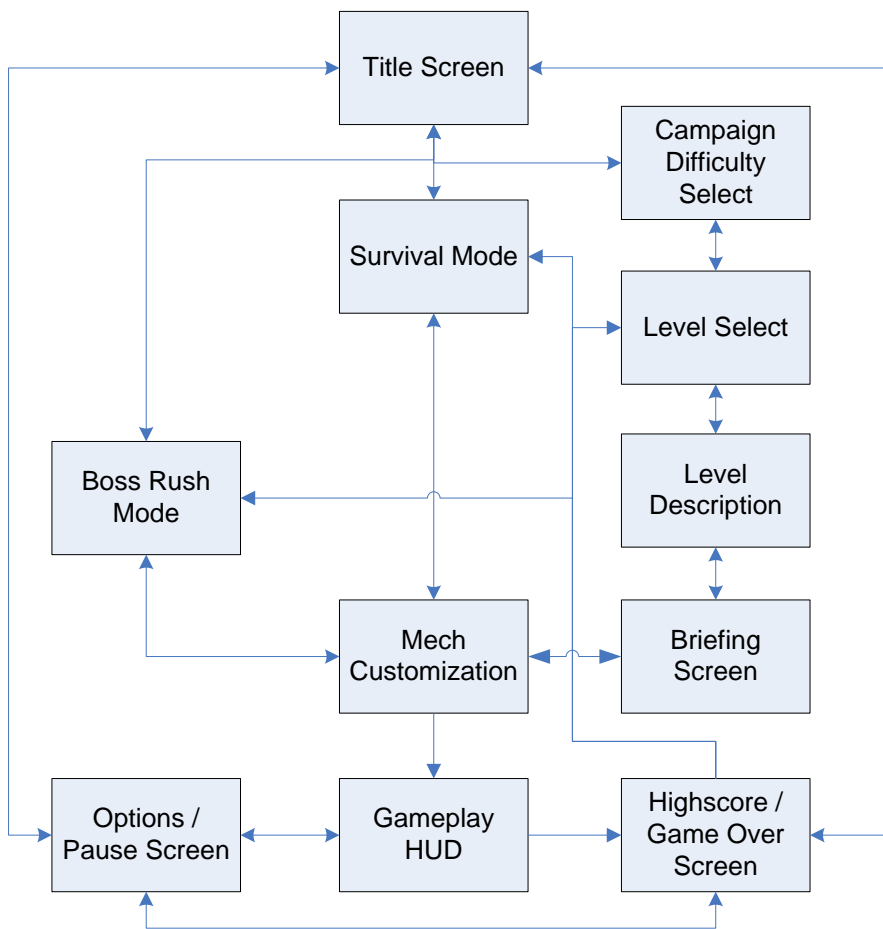 Title Screen
Campaign
Difficulty
Select
Survival Mode
Level Select
Boss Rush
Mode
Level
Description
Mech
Customization
Briefing
Screen
Options /
Pause Screen
Gameplay
HUD
Highscore /
Game Over
Screen